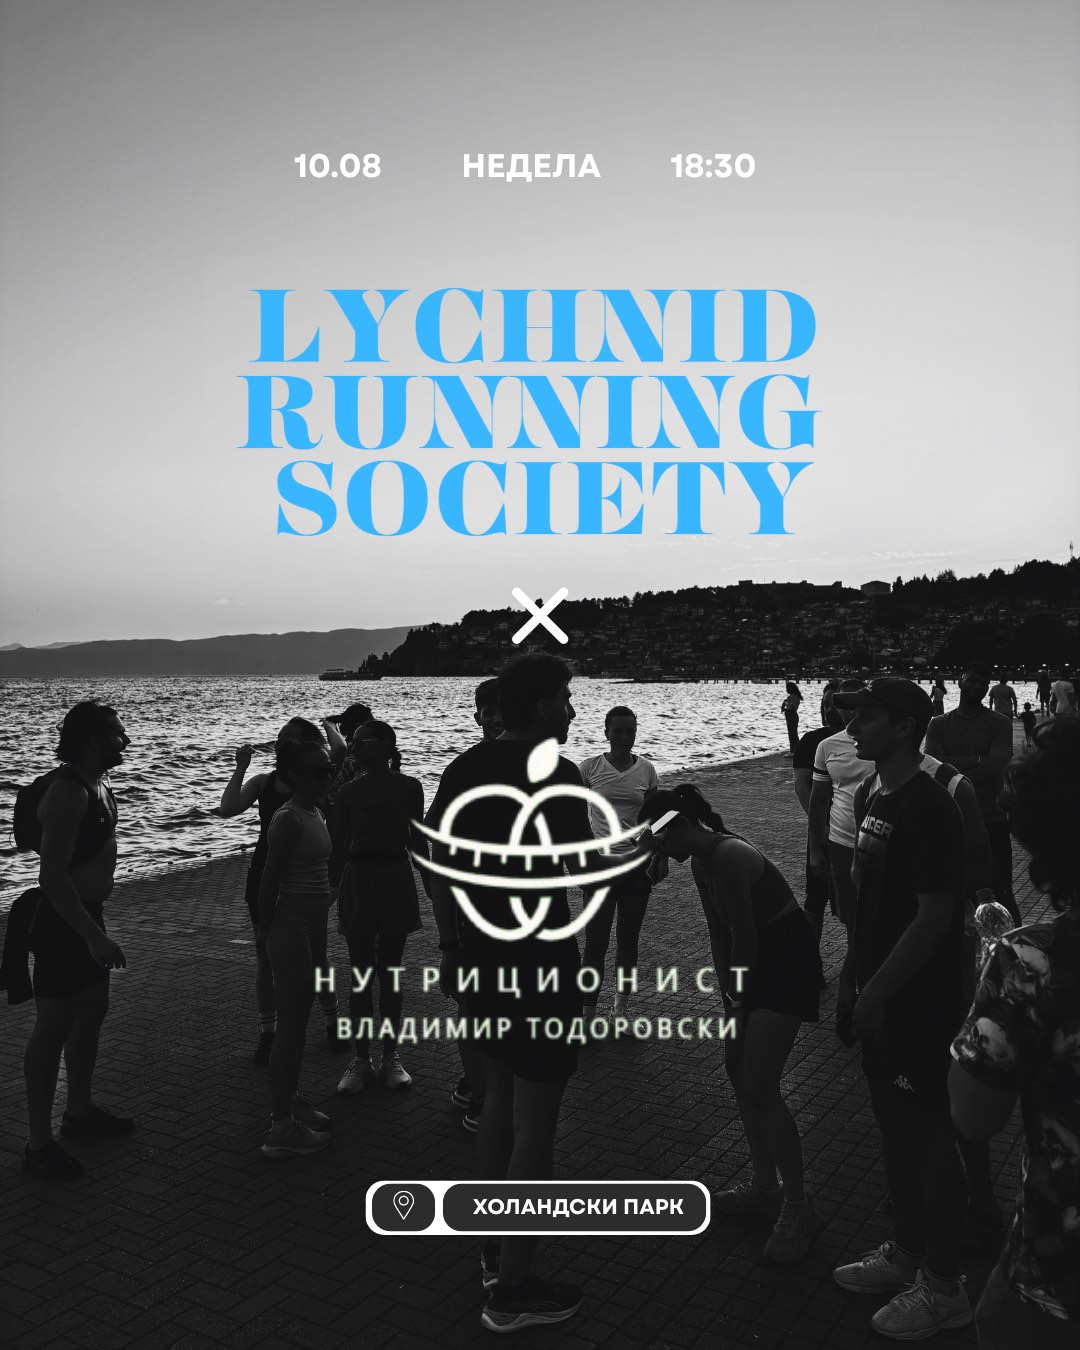 10.08 НЕДЕЛА 18:30
LYCHNID
RUNNING
SOCIETY
×
НУТРИЦИОНИСТ
ВЛАДИМИР ТОДОРОВСКИ
ХОЛАНДСКИ ПАРК